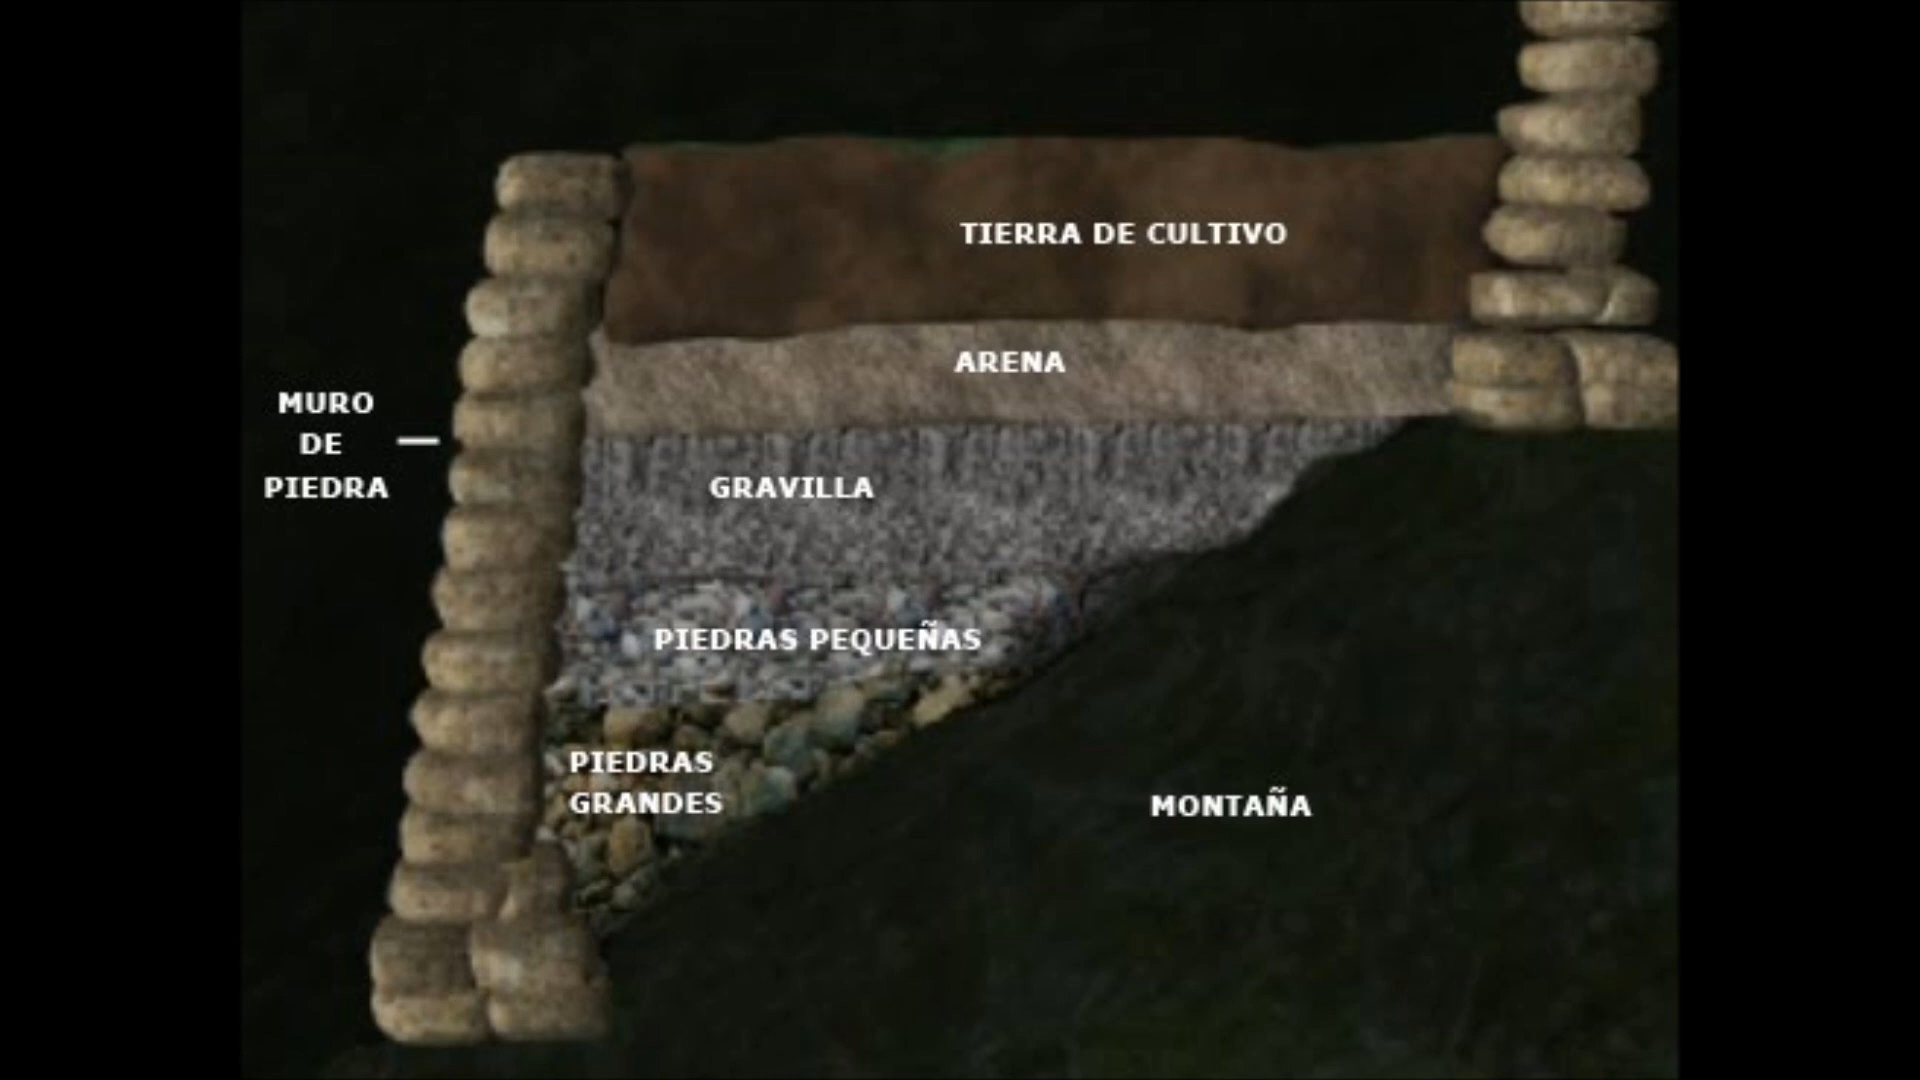 TIERRA DE CULTIVO
ARENA
MURO
DE
PIEDRA
GRAVILLA
PIEDRAS PEQUEÑAS
PIEDRAS
GRANDES
MONTAÑA